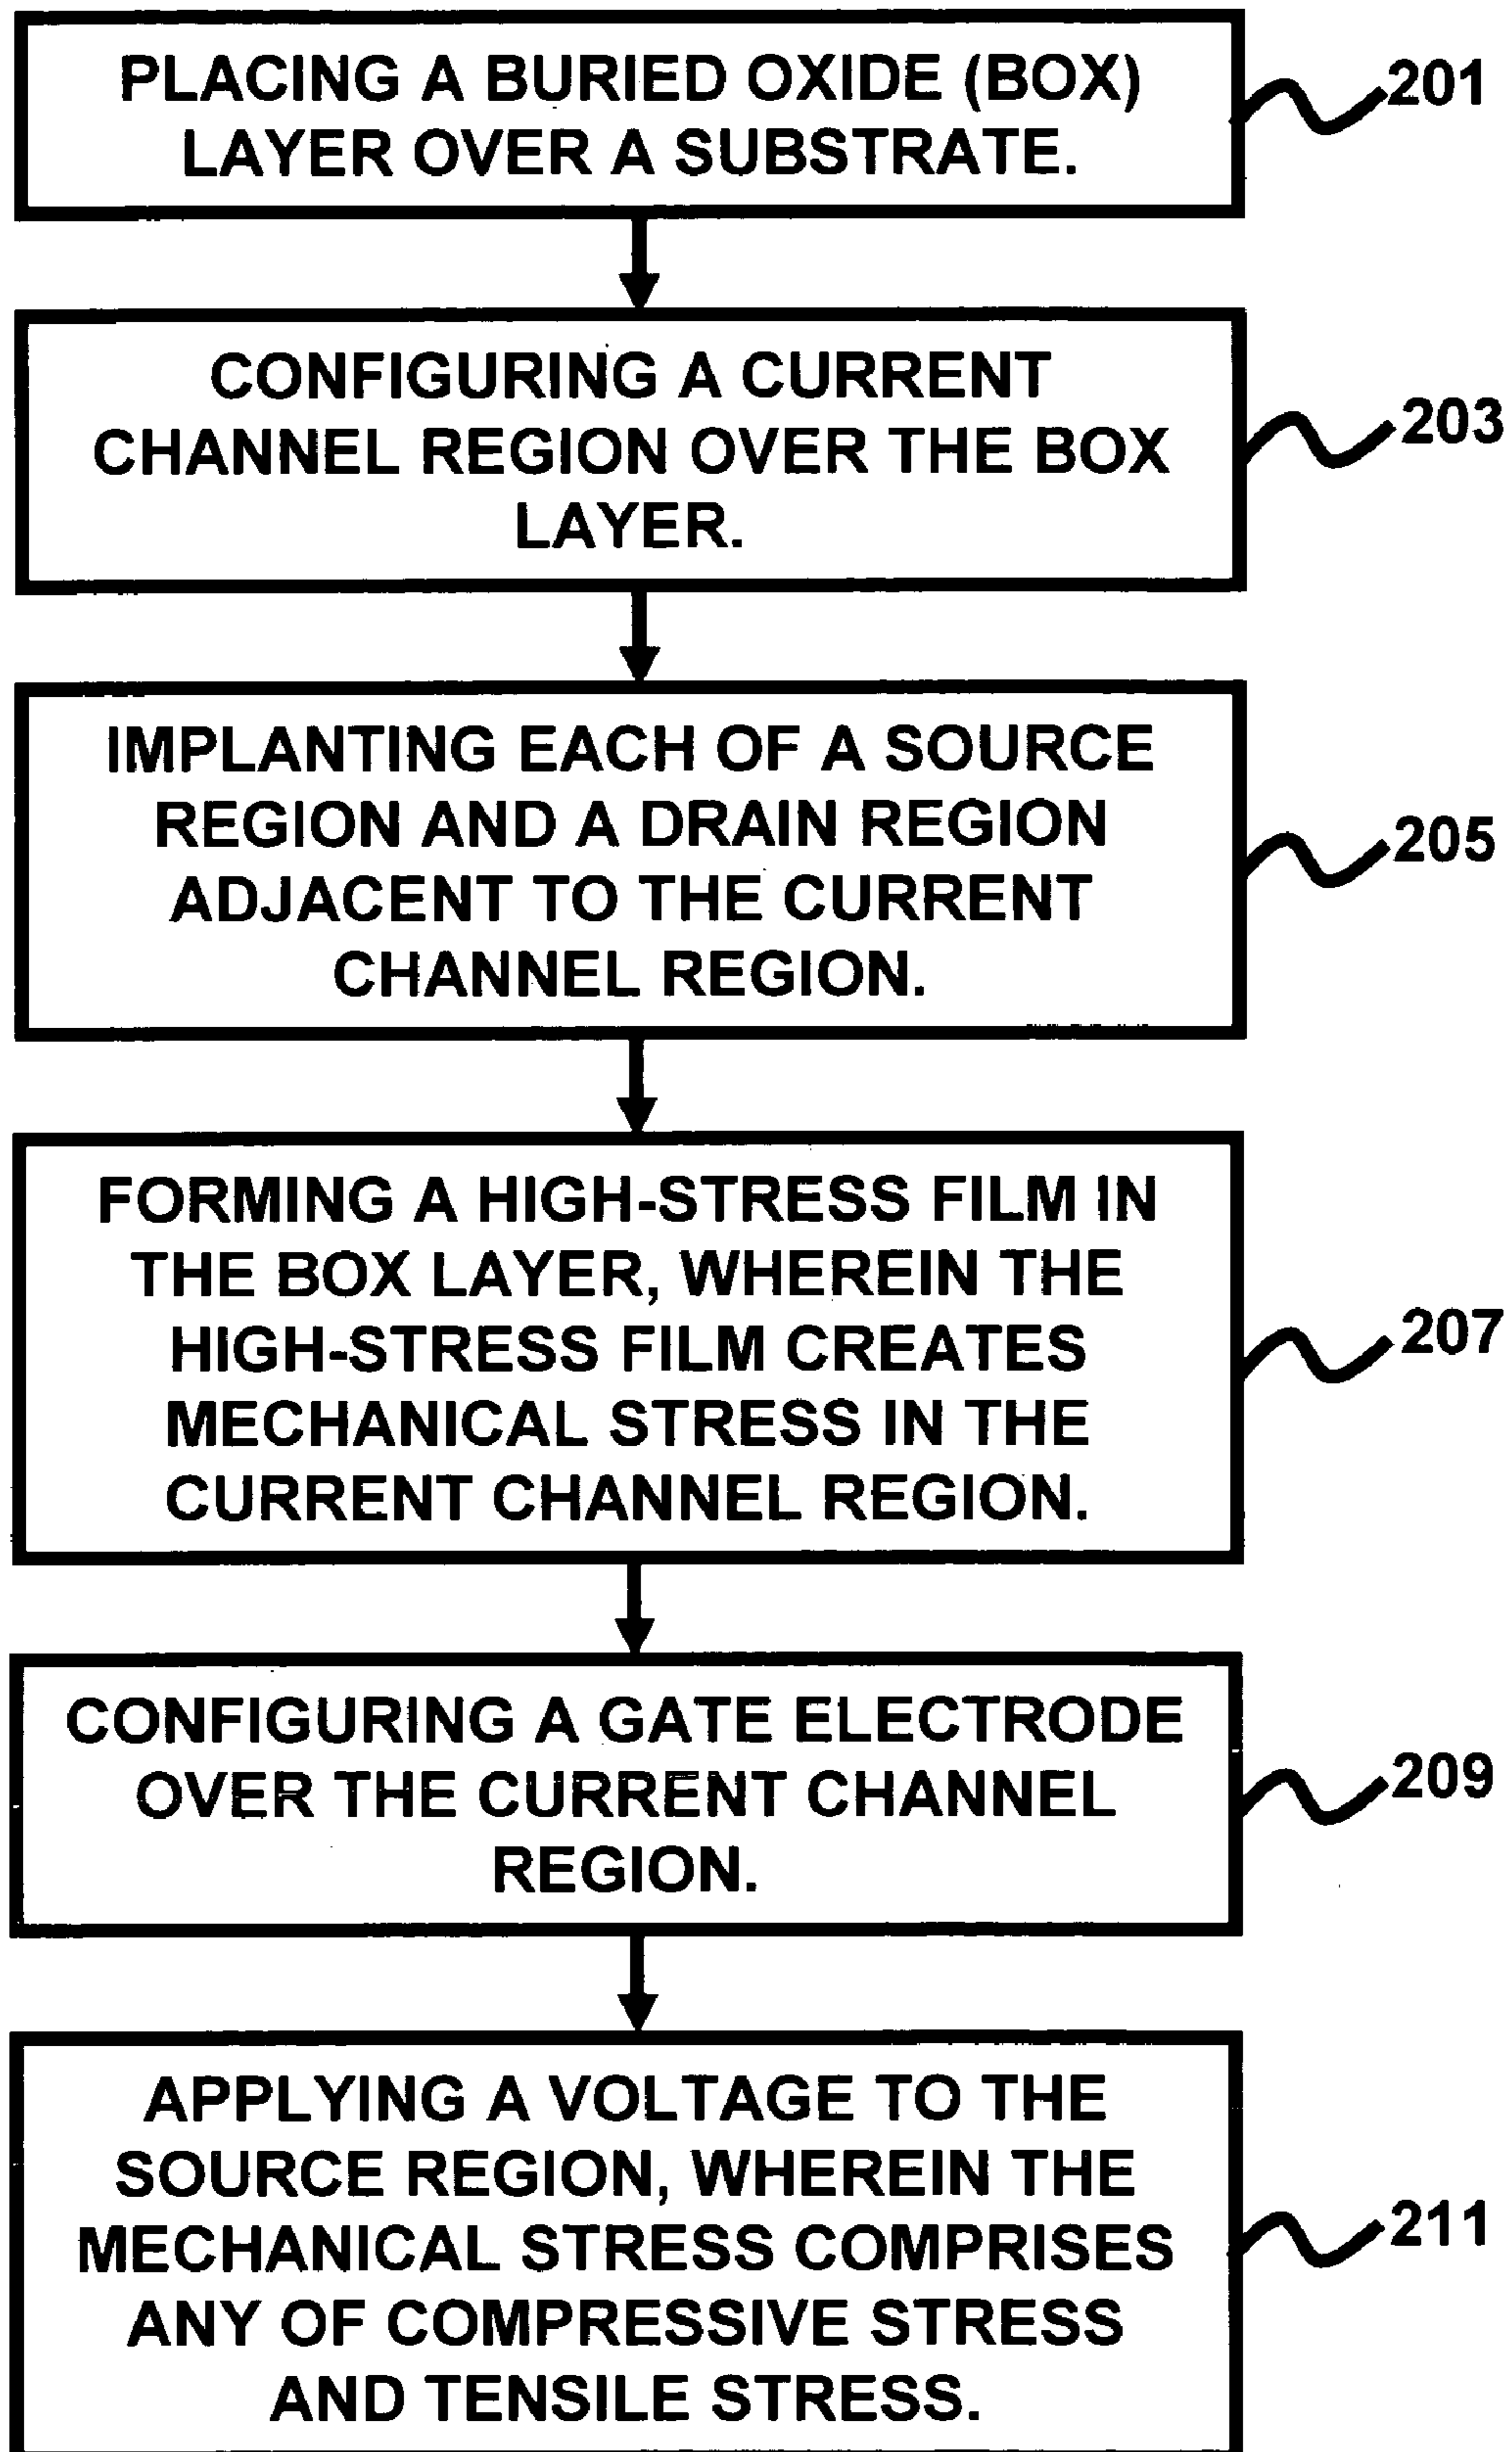 PLACING A BURIED OXIDE (BOX)
LAYER OVER A SUBSTRATE.
201
CONFIGURING A CURRENT
CHANNEL REGION OVER THE BOX
LAYER.
203
IMPLANTING EACH OF A SOURCE
REGION AND A DRAIN REGION
ADJACENT TO THE CURRENT
CHANNEL REGION.
205
FORMING A HIGH-STRESS FILM IN
THE BOX LAYER, WHEREIN THE
HIGH-STRESS FILM CREATES
MECHANICAL STRESS IN THE
CURRENT CHANNEL REGION.
207
CONFIGURING A GATE ELECTRODE
OVER THE CURRENT CHANNEL
REGION.
209
APPLYING A VOLTAGE TO THE
SOURCE REGION, WHEREIN THE
MECHANICAL STRESS COMPRISES
ANY OF COMPRESSIVE STRESS
AND TENSILE STRESS.
211